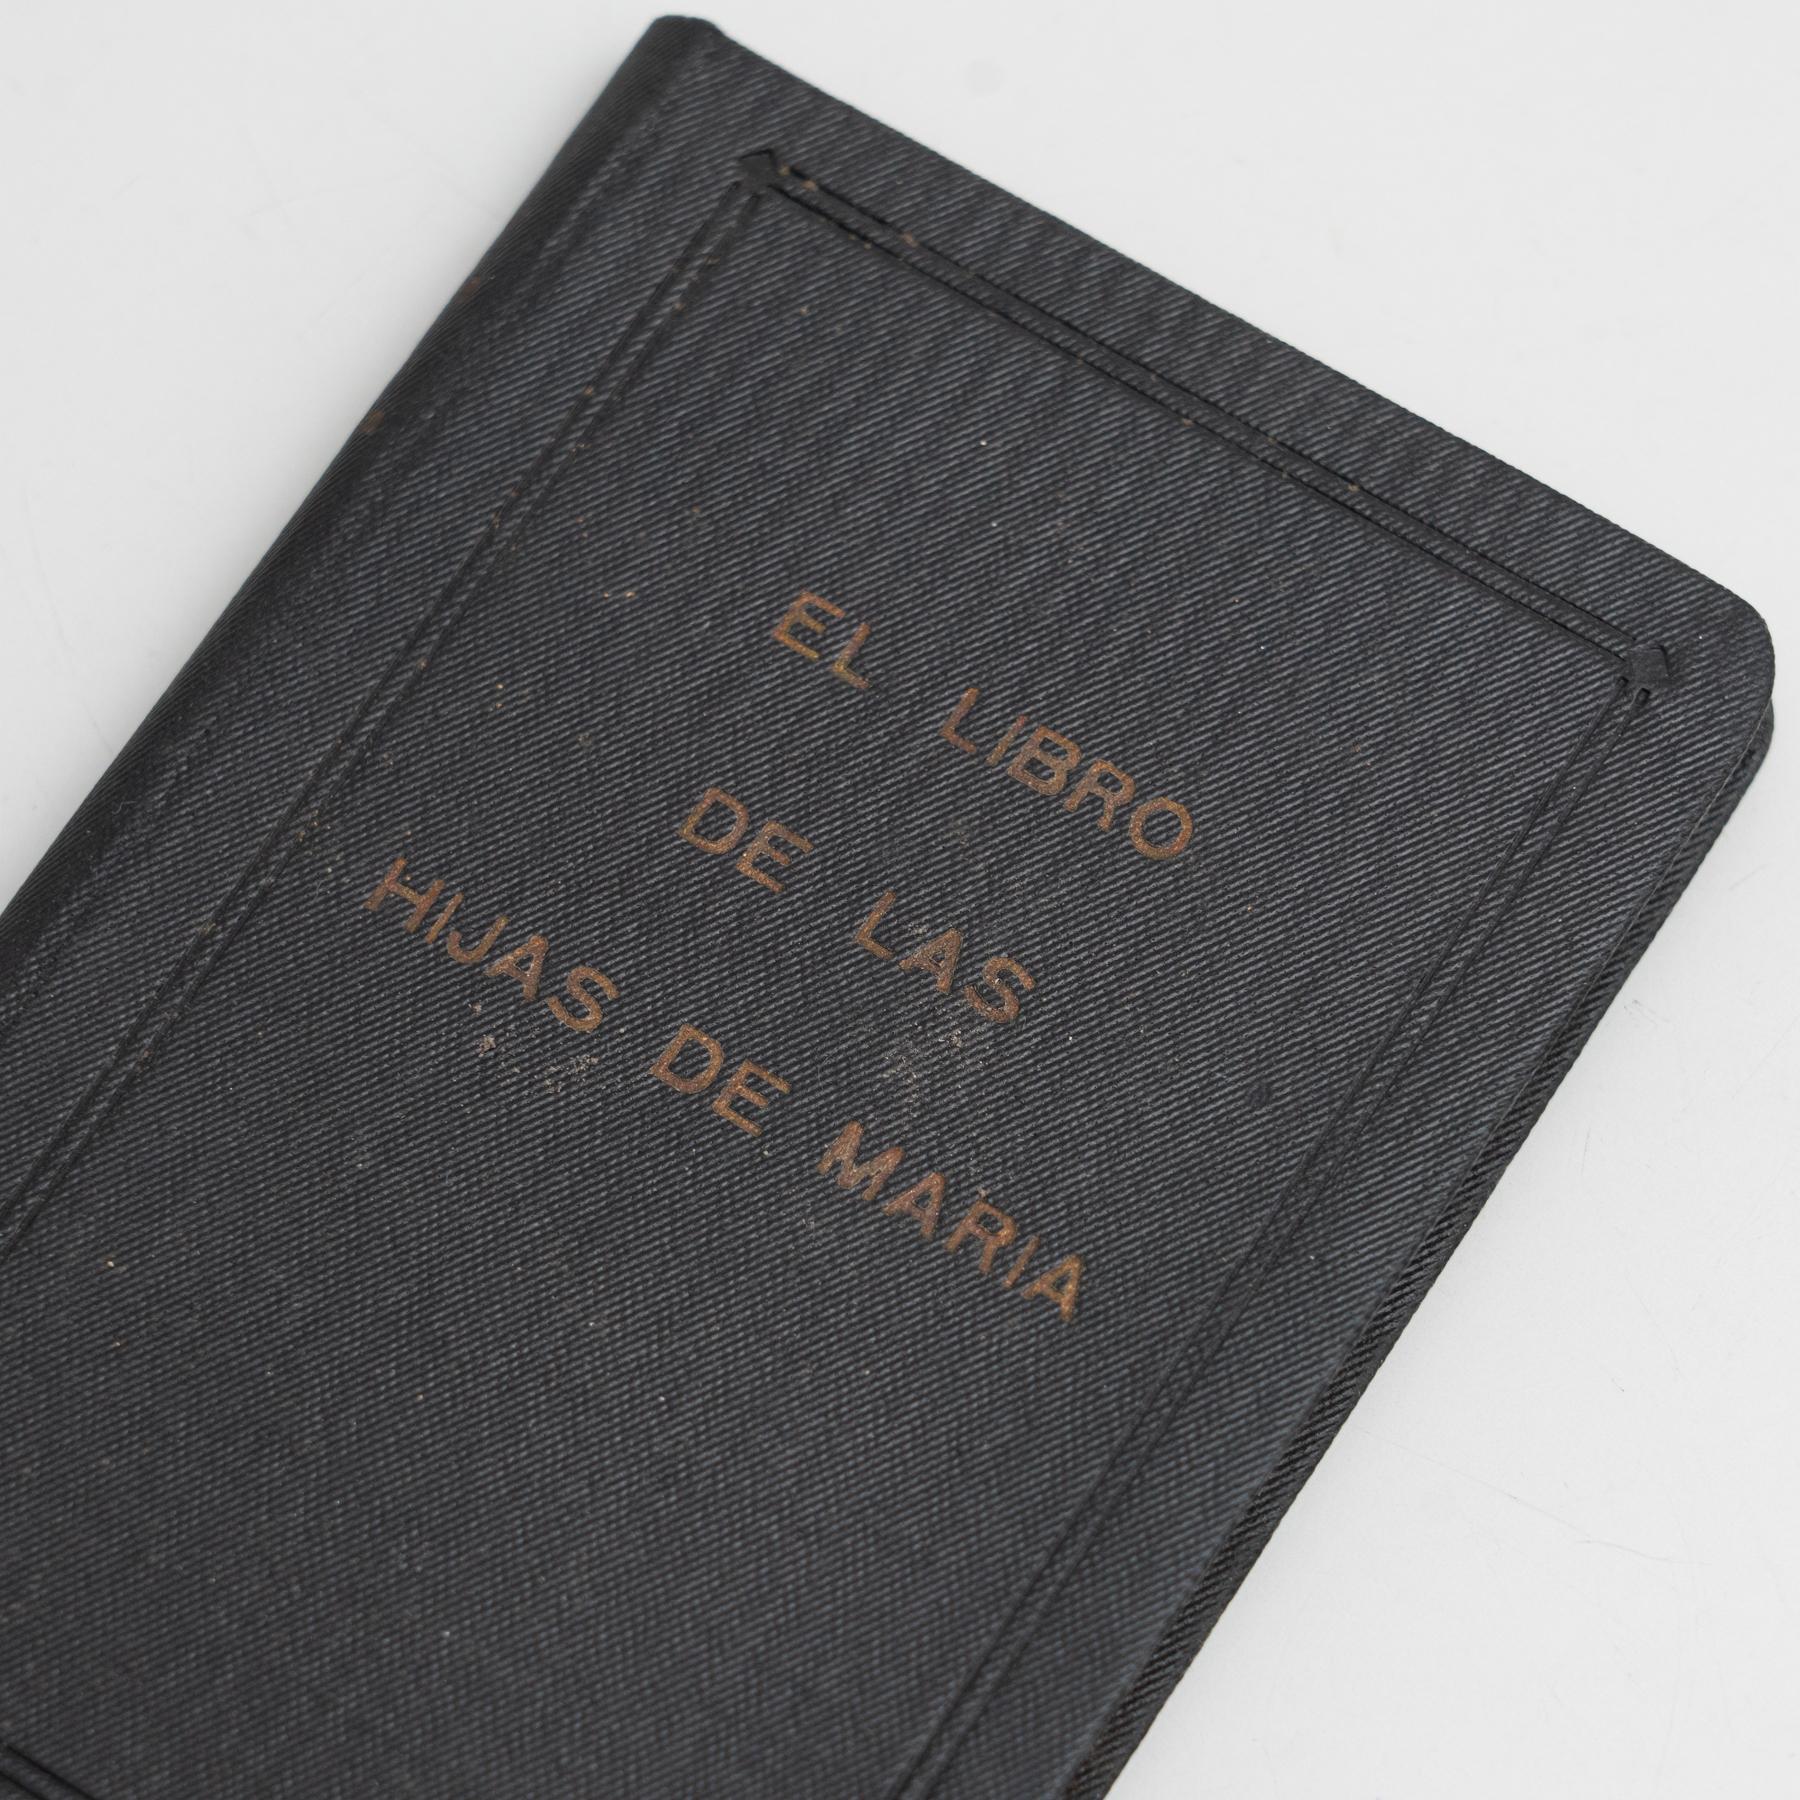 EL LIBRO
DE LAS
HIJAS DE MARIA